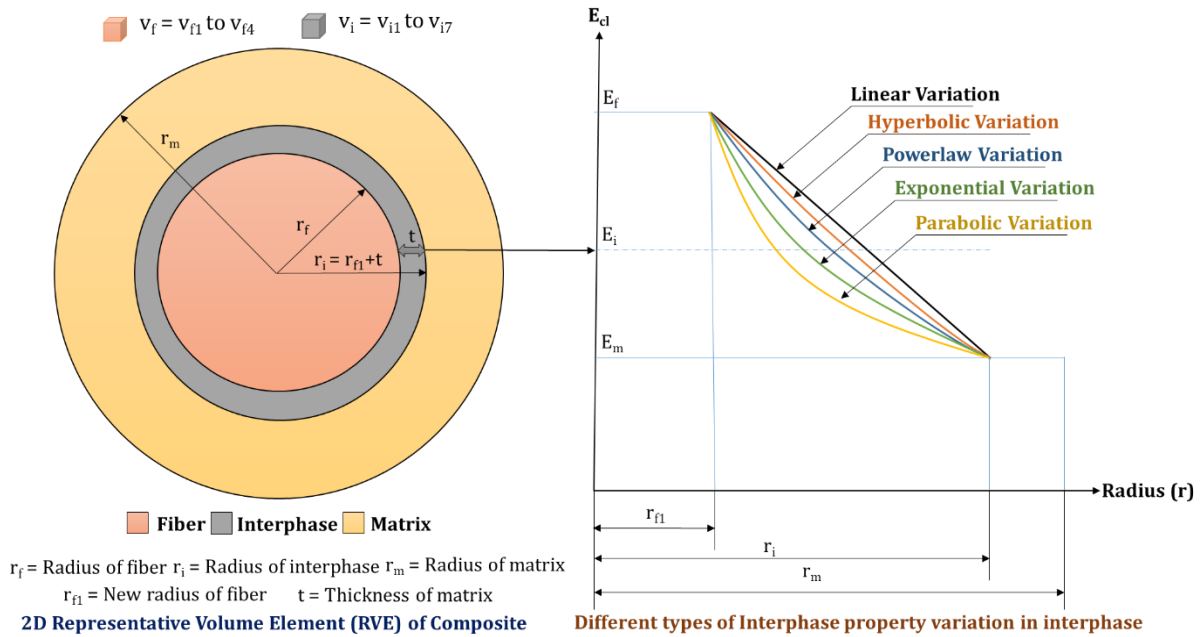 v_f = v_f1 to v_f4
v_i = v_i1 to v_i7
r_m
r_f
t
r_i = r_f1+t
Fiber
Interphase
Matrix
r_f = Radius of fiber r_i = Radius of interphase r_m = Radius of matrix
r_f1 = New radius of fiber t = Thickness of matrix
2D Representative Volume Element (RVE) of Composite
E_cl
E_f
E_i
E_m
Linear Variation
Hyperbolic Variation
Powerlaw Variation
Exponential Variation
Parabolic Variation
Radius (r)
r_f1
r_i
r_m
Different types of Interphase property variation in interphase